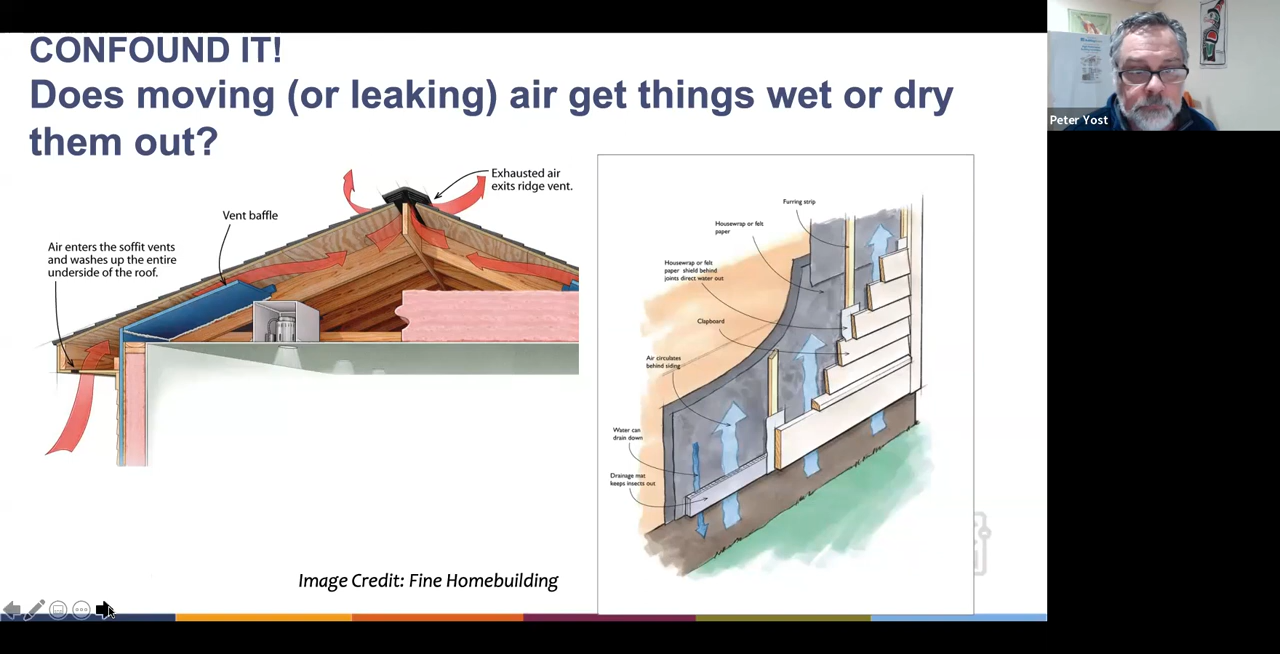 CONFOUND IT!
Does moving (or leaking) air get things wet or dry
them out?
Exhausted air
exits ridge vent.
Vent baffle
Air enters the soffit vents
and washes up the entire
underside of the roof.
Furring strip
Housewrap or felt
paper
Housewrap or felt
paper shield behind
joints direct water out
Clapboard
Air circulates
behind siding
Water can
drain down
Drainage mat
keeps insects out
Image Credit: Fine Homebuilding
Peter Yost